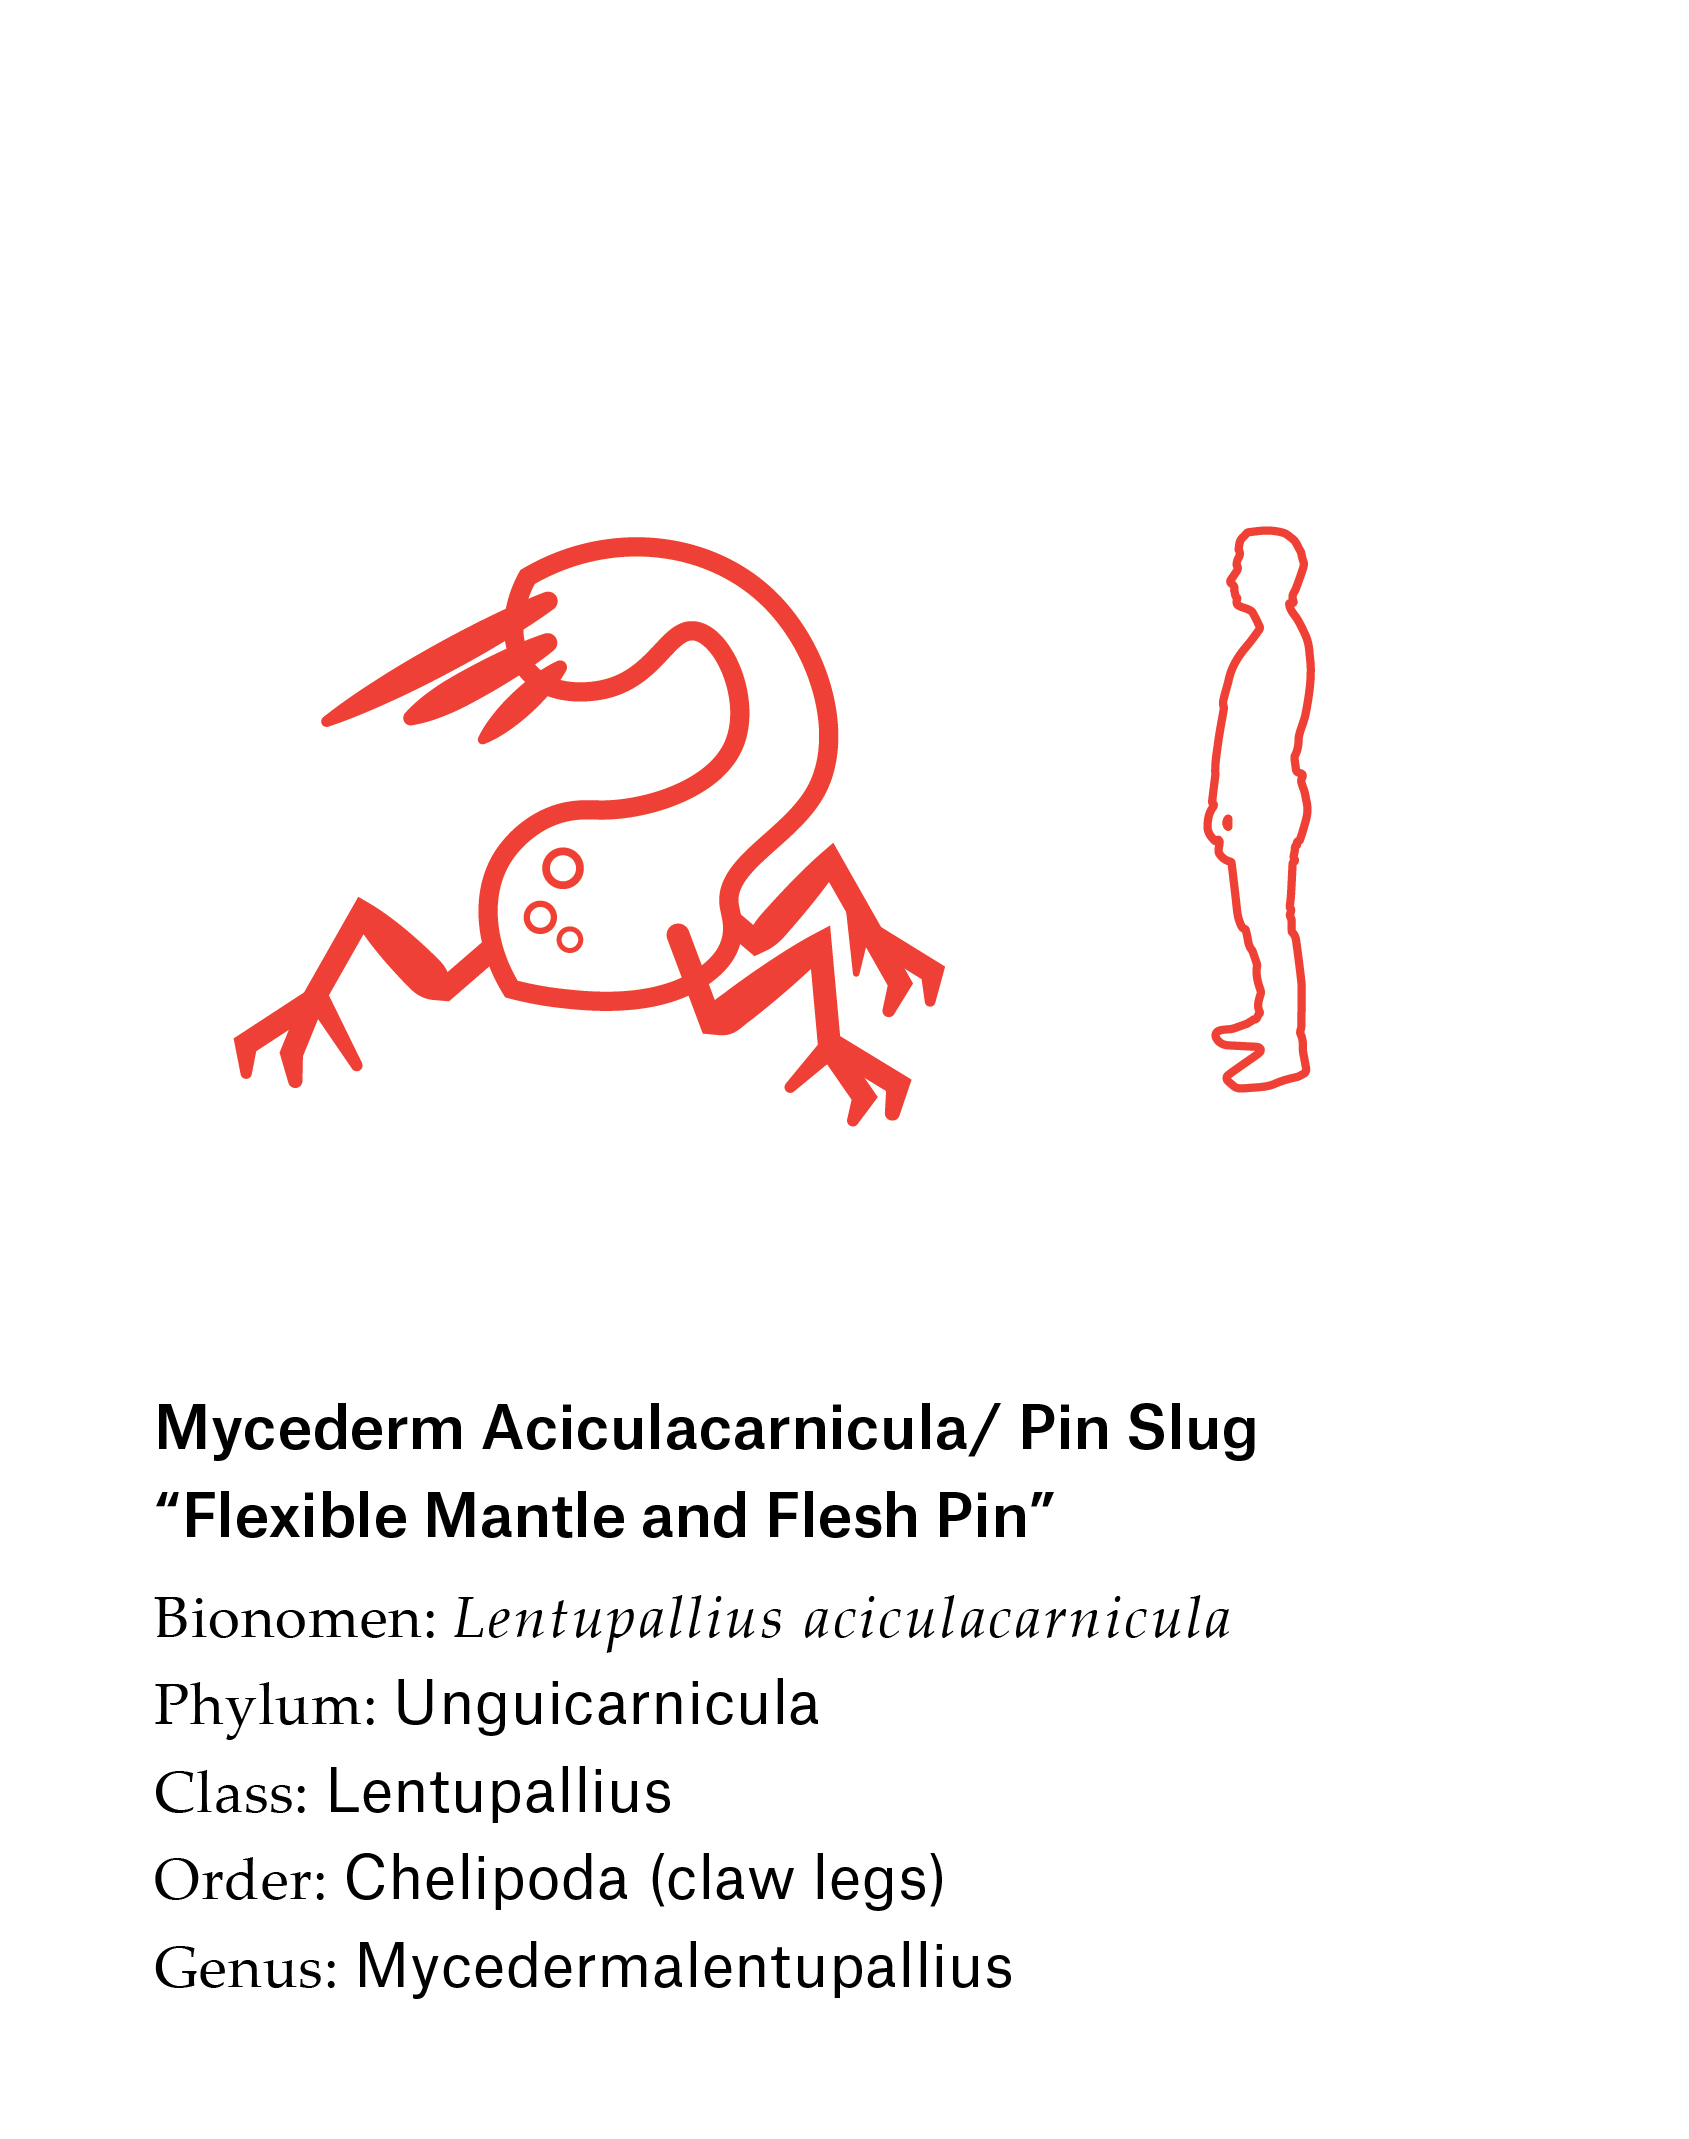 Mycederm Aciculacarnicula/ Pin Slug
“Flexible Mantle and Flesh Pin”
Bionomen: Lentupallius aciculacarnicula
Phylum: Unguicarnicula
Class: Lentupallius
Order: Chelipoda (claw legs)
Genus: Mycedermalentupallius